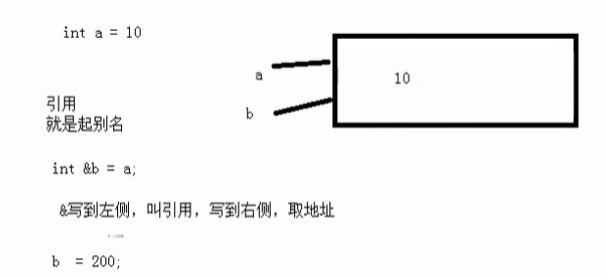 int a = 10
a
10
b
引用
就是起别名
int &b = a;
&写到左侧，叫引用，写到右侧，取地址
b = 200;